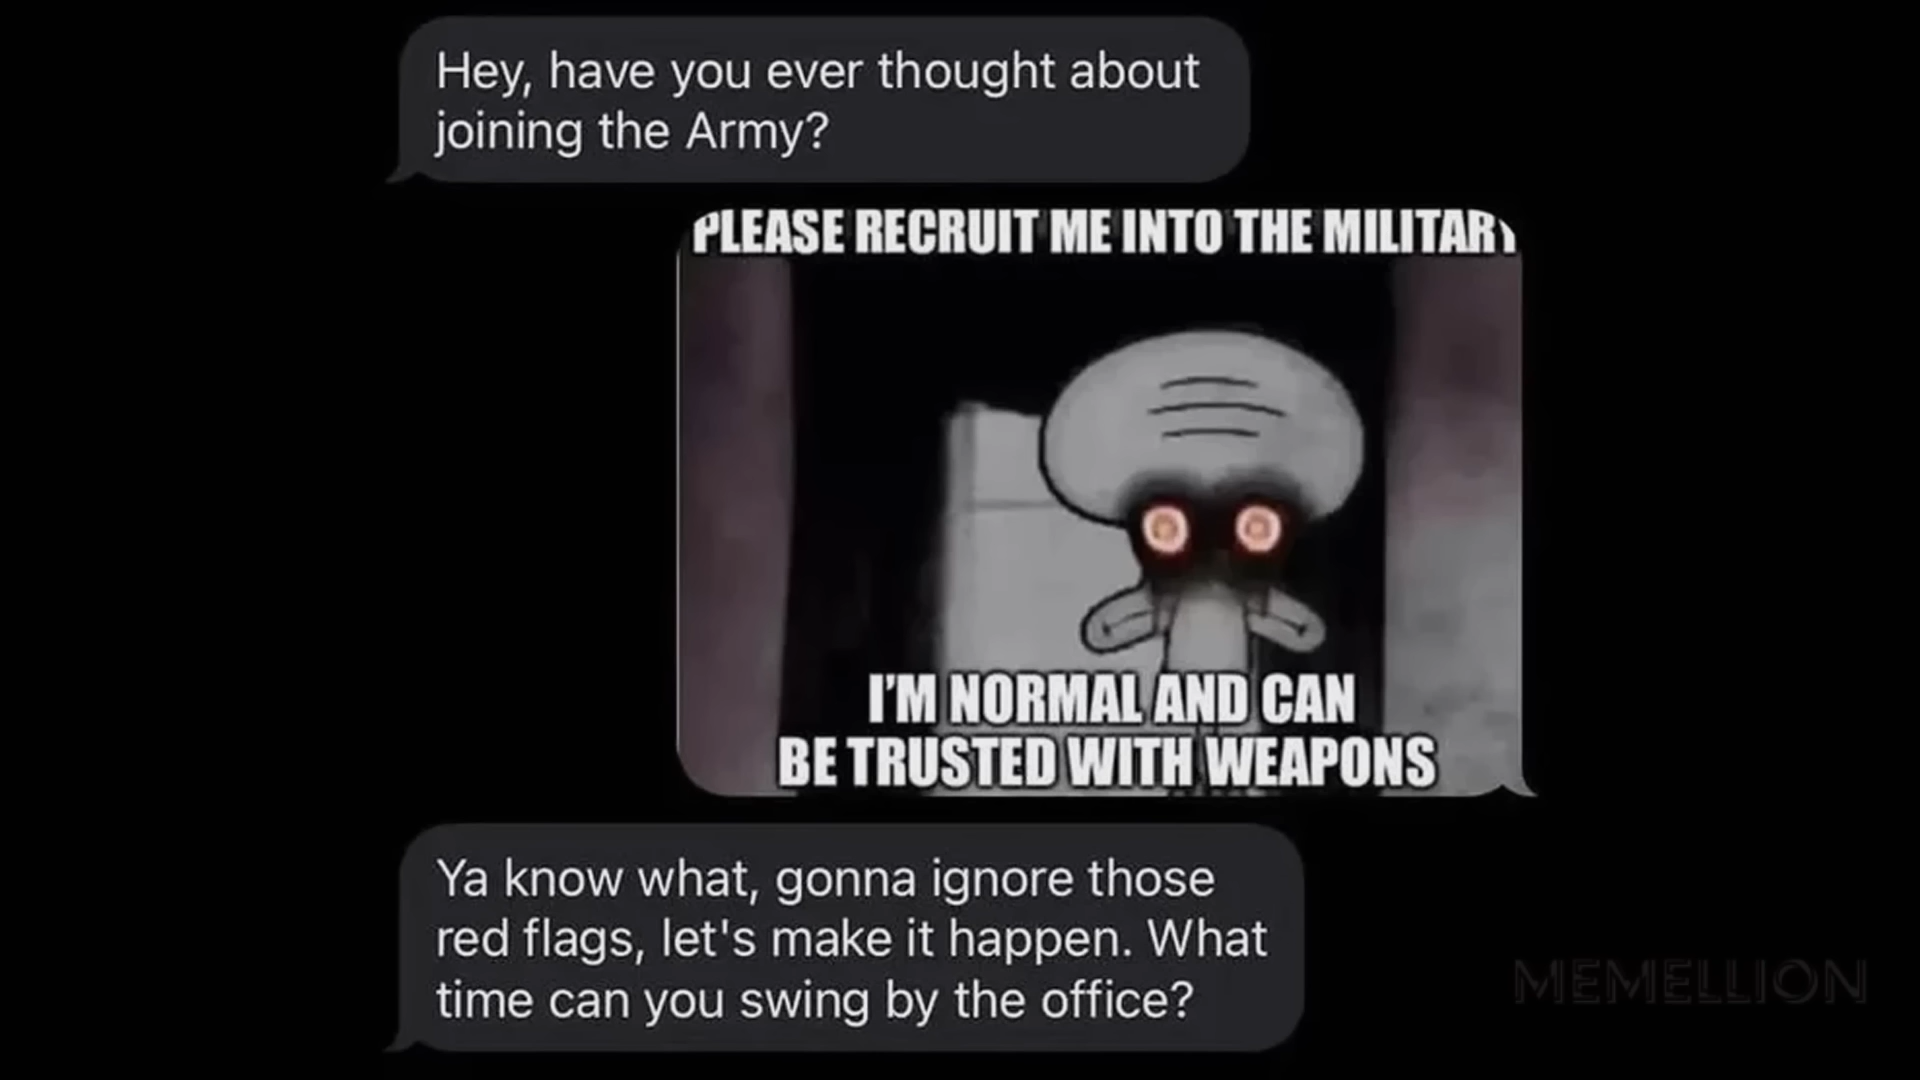 Hey, have you ever thought about
joining the Army?
PLEASE RECRUIT ME INTO THE MILITARY
I'M NORMAL AND CAN
BE TRUSTED WITH WEAPONS
Ya know what, gonna ignore those
red flags, let's make it happen. What
time can you swing by the office?
MEMELLION